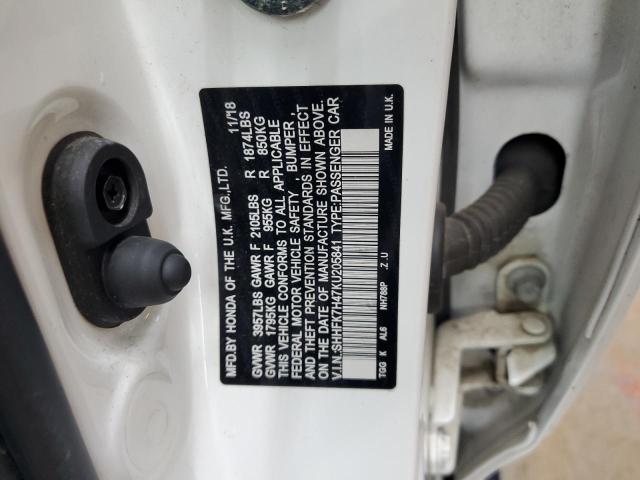 MFD.BY HONDA OF THE U.K. MFG.,LTD. 11/18
GVWR 3957LBS GAWR F 2105LBS R 1874LBS
GVWR 1795KG GAWR F 955KG R 850KG
THIS VEHICLE CONFORMS TO ALL APPLICABLE
FEDERAL MOTOR VEHICLE SAFETY , BUMPER ,
AND THEFT PREVENTION STANDARDS IN EFFECT
ON THE DATE OF MANUFACTURE SHOWN ABOVE.
V.I.N.:SHHFK7H47KU205841 TYPE:PASSENGER CAR
TGG K AL6 NH788P .Z .U MADE IN U.K.